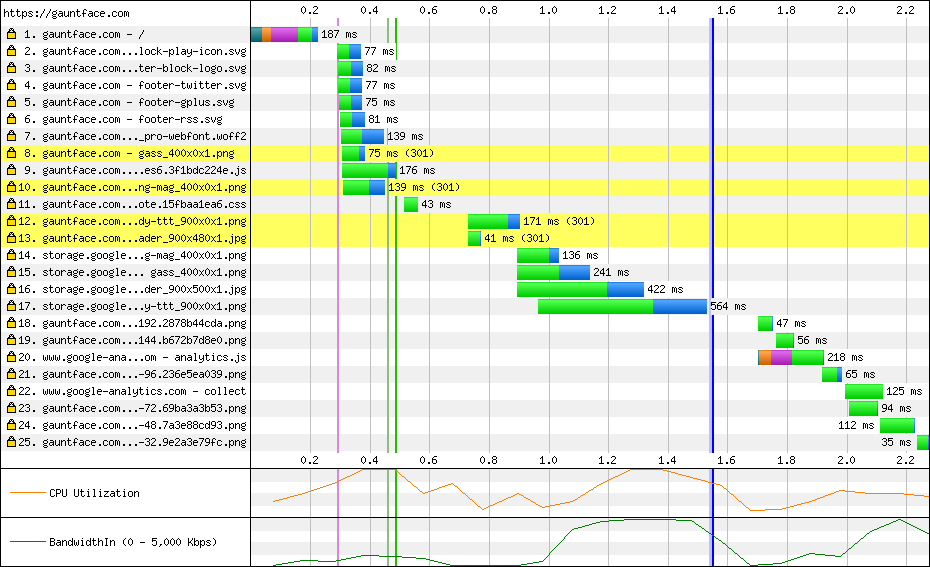 https://gauntface.com 0.2 0.4 0.6 0.8 1.0 1.2 1.4 1.6 1.8 2.0 2.2
1. gauntface.com - / 187 ms
2. gauntface.com...lock-play-icon.svg 77 ms
3. gauntface.com...ter-block-logo.svg 82 ms
4. gauntface.com - footer-twitter.svg 77 ms
5. gauntface.com - footer-gplus.svg 75 ms
6. gauntface.com - footer-rss.svg 81 ms
7. gauntface.com..._pro-webfont.woff2 139 ms
8. gauntface.com - gass_400x0x1.png 75 ms (301)
9. gauntface.com...es6.3f1bdc224e.js 176 ms
10. gauntface.com...ng-mag_400x0x1.png 139 ms (301)
11. gauntface.com...ote.15fbaa1ea6.css 43 ms
12. gauntface.com...dy-ttt_900x0x1.png 171 ms (301)
13. gauntface.com...ader_900x480x1.jpg 41 ms (301)
14. storage.google...g-mag_400x0x1.png 136 ms
15. storage.google... gass_400x0x1.png 241 ms
16. storage.google...der_900x500x1.jpg 422 ms
17. storage.google...y-ttt_900x0x1.png 564 ms
18. gauntface.com...192.2878b44cda.png 47 ms
19. gauntface.com...144.b672b7d8e0.png 56 ms
20. www.google-ana...om - analytics.js 218 ms
21. gauntface.com...-96.236e5ea039.png 65 ms
22. www.google-analytics.com - collect 125 ms
23. gauntface.com...-72.69ba3a3b53.png 94 ms
24. gauntface.com...-48.7a3e88cd93.png 112 ms
25. gauntface.com...-32.9e2a3e79fc.png 35 ms
0.2 0.4 0.6 0.8 1.0 1.2 1.4 1.6 1.8 2.0 2.2
CPU Utilization
BandwidthIn (0 - 5,000 Kbps)